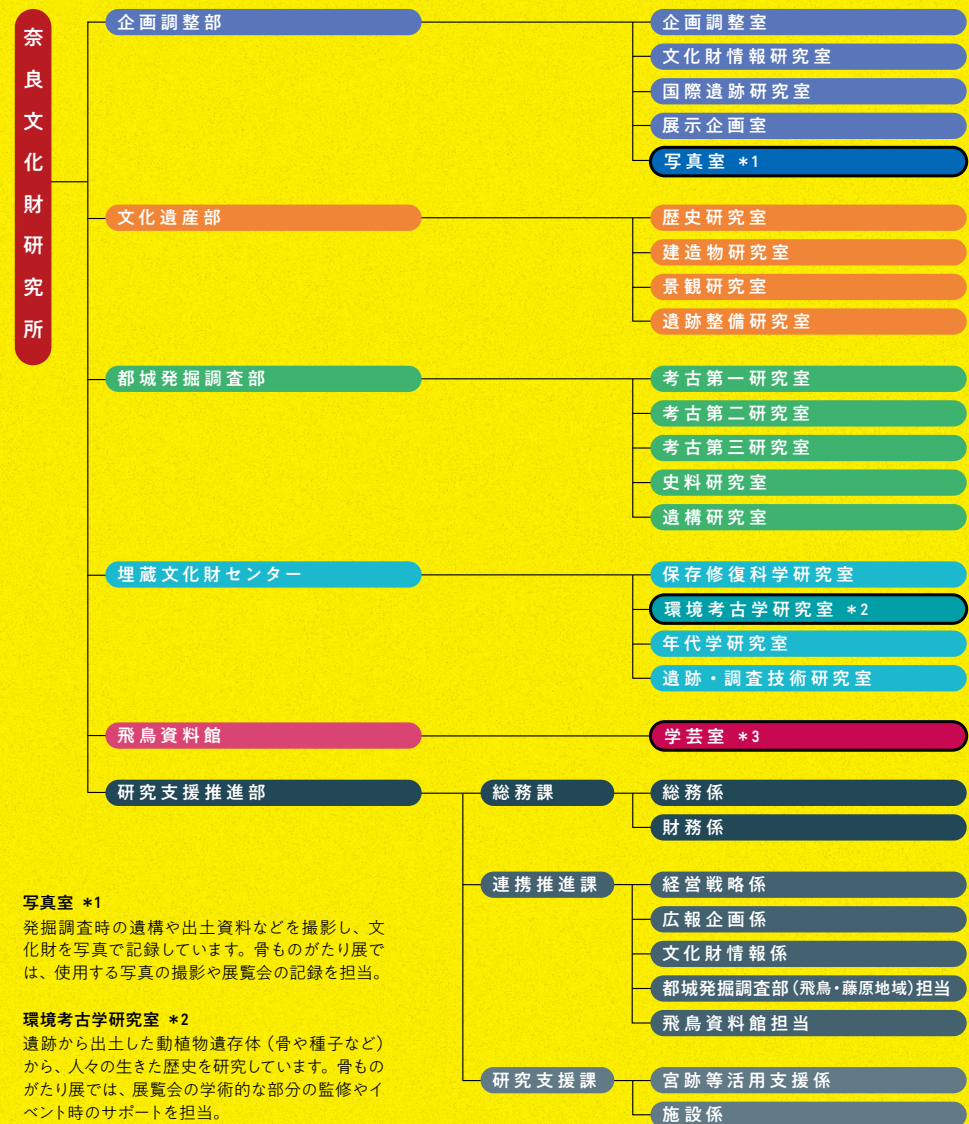 奈良文化財研究所
企画調整部
企画調整室
文化財情報研究室
国際遺跡研究室
展示企画室
写真室 *1
文化遺産部
歴史研究室
建造物研究室
景観研究室
遺跡整備研究室
都城発掘調査部
考古第一研究室
考古第二研究室
考古第三研究室
史料研究室
遺構研究室
埋蔵文化財センター
保存修復科学研究室
環境考古学研究室 *2
年代学研究室
遺跡・調査技術研究室
飛鳥資料館
学芸室 *3
研究支援推進部
総務課
総務係
財務係
連携推進課
経営戦略係
広報企画係
文化財情報係
都城発掘調査部(飛鳥・藤原地域)担当
飛鳥資料館担当
研究支援課
宮跡等活用支援係
施設係
写真室 *1
発掘調査時の遺構や出土資料などを撮影し、文
化財を写真で記録しています。骨ものがたり展で
は、使用する写真の撮影や展覧会の記録を担当。
環境考古学研究室 *2
遺跡から出土した動植物遺存体(骨や種子など)
から、人々の生きた歴史を研究しています。骨もの
がたり展では、展覧会の学術的な部分の監修やイ
ベント時のサポートを担当。